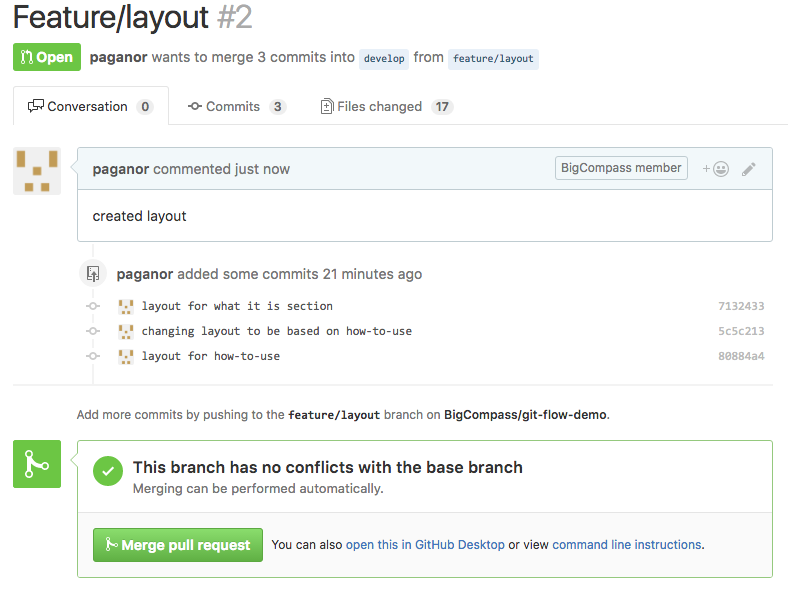 Feature/layout #2
Open paganor wants to merge 3 commits into develop from feature/layout
Conversation 0 Commits 3 Files changed 17
paganor commented just now BigCompass member +
created layout
paganor added some commits 21 minutes ago
layout for what it is section 7132433
changing layout to be based on how-to-use 5c5c213
layout for how-to-use 80884a4
Add more commits by pushing to the feature/layout branch on BigCompass/git-flow-demo.
This branch has no conflicts with the base branch
Merging can be performed automatically.
Merge pull request You can also open this in GitHub Desktop or view command line instructions.